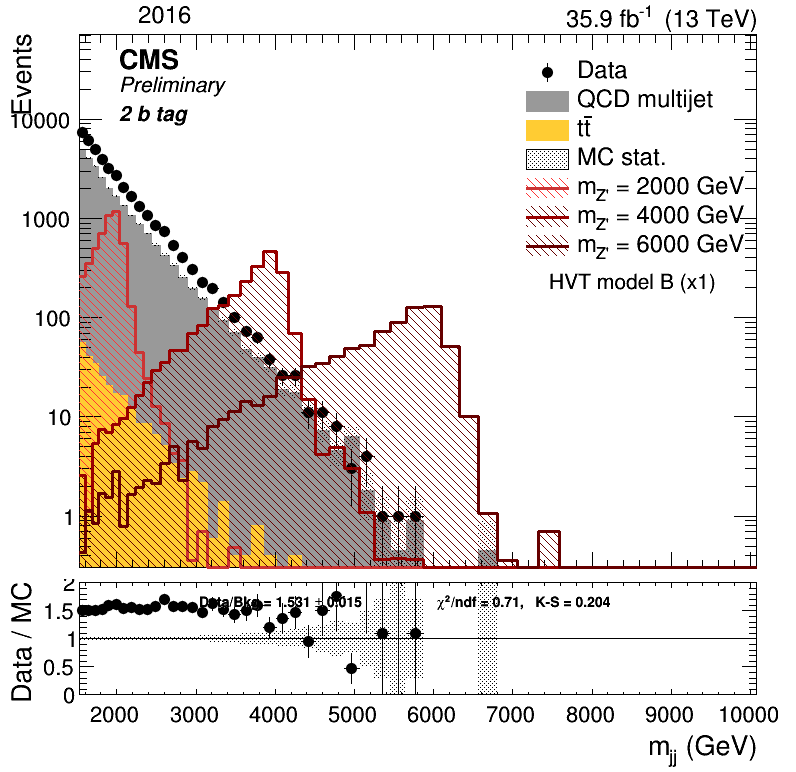 2016
35.9 fb⁻¹ (13 TeV)
Events
CMS
Preliminary
2 b tag
Data
QCD multijet
tt̄
MC stat.
m_Z' = 2000 GeV
m_Z' = 4000 GeV
m_Z' = 6000 GeV
HVT model B (x1)
10000
1000
100
10
1
Data / MC
2
1.5
1
0.5
0
Data/Bkg = 1.531 ± 0.015
χ²/ndf = 0.71, K-S = 0.204
2000 3000 4000 5000 6000 7000 8000 9000 10000
m_jj (GeV)